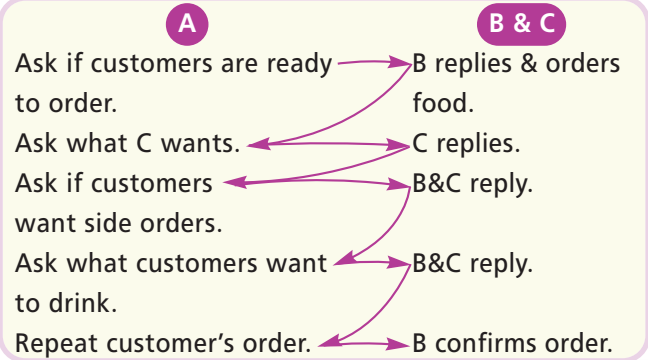 A
B & C
Ask if customers are ready
to order.
B replies & orders
food.
Ask what C wants.
C replies.
Ask if customers
want side orders.
B&C reply.
Ask what customers want
to drink.
B&C reply.
Repeat customer's order.
B confirms order.